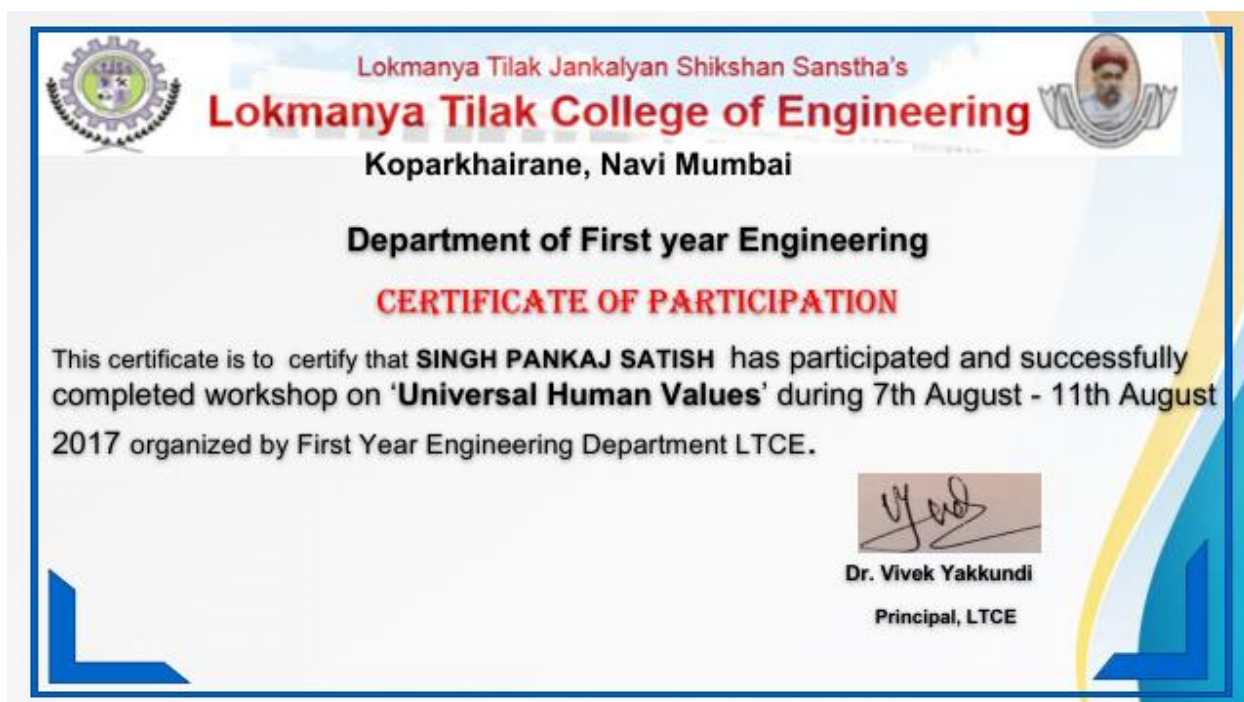 Lokmanya Tilak Jankalyan Shikshan Sanstha's
Lokmanya Tilak College of Engineering
Koparkhairane, Navi Mumbai
Department of First year Engineering
CERTIFICATE OF PARTICIPATION
This certificate is to certify that SINGH PANKAJ SATISH has participated and successfully
completed workshop on ‘Universal Human Values’ during 7th August - 11th August
2017 organized by First Year Engineering Department LTCE.
Dr. Vivek Yakkundi
Principal, LTCE